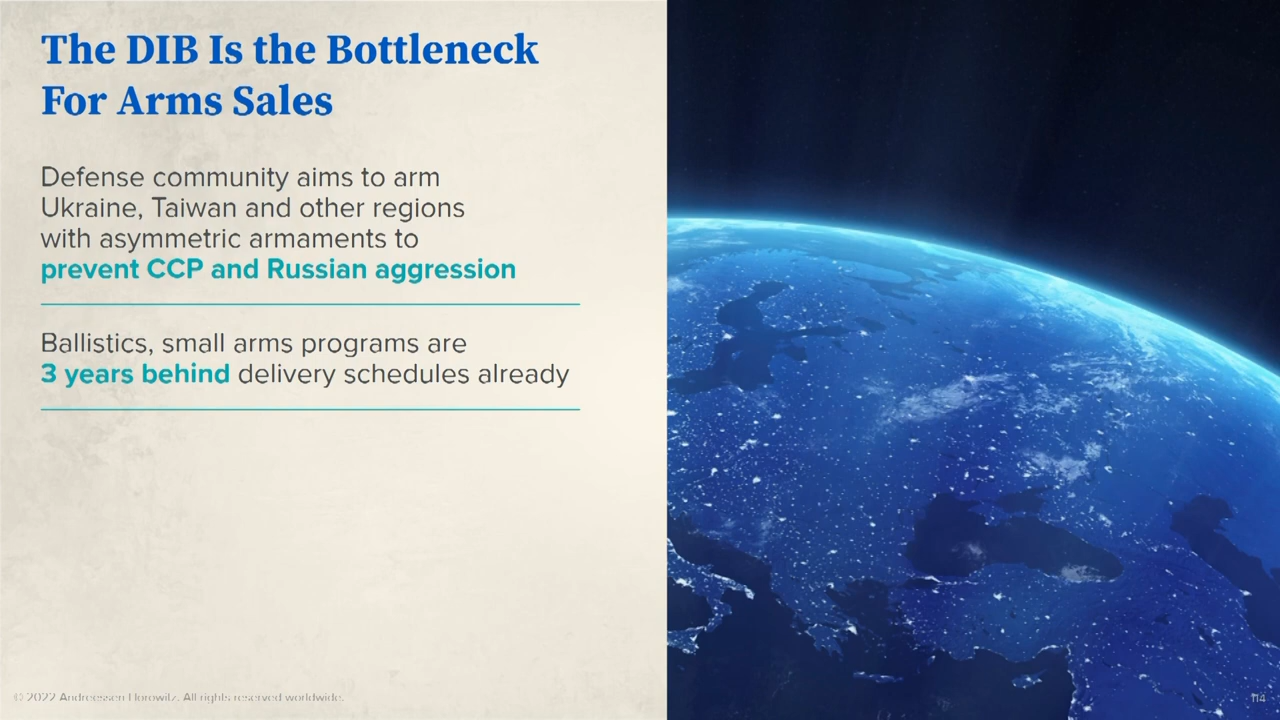 The DIB Is the Bottleneck
For Arms Sales
Defense community aims to arm
Ukraine, Taiwan and other regions
with asymmetric armaments to
prevent CCP and Russian aggression
Ballistics, small arms programs are
3 years behind delivery schedules already
© 2022 Andreessen Horowitz. All rights reserved worldwide.
114